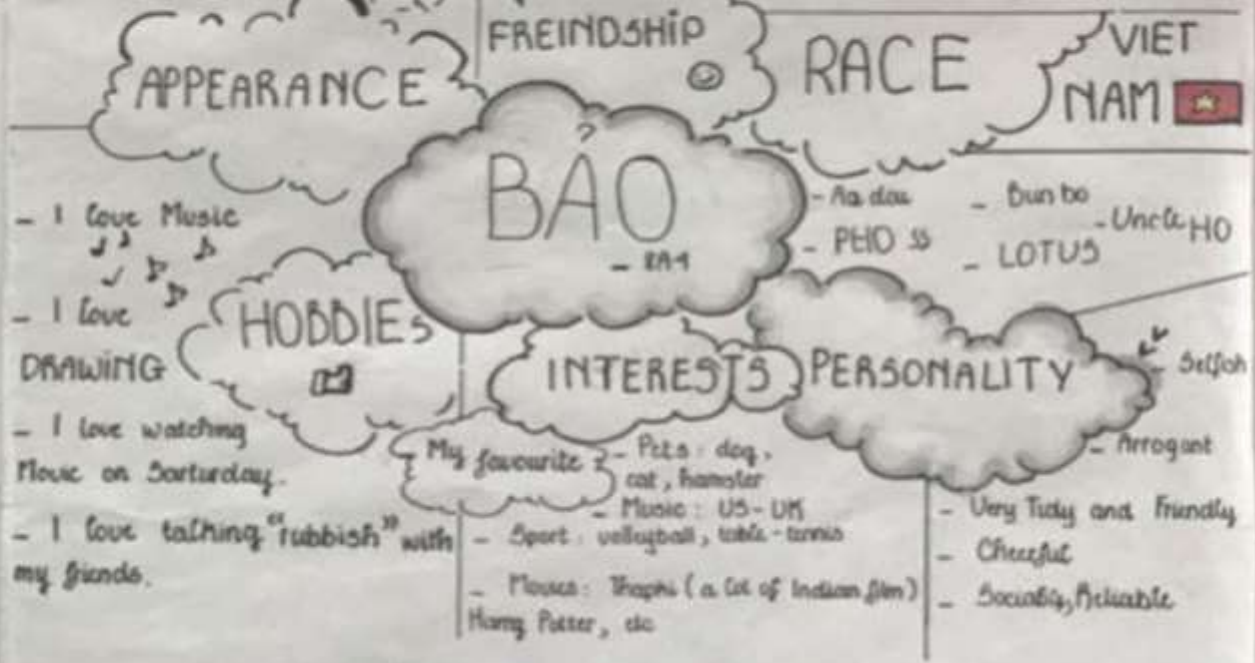 APPEARANCE
FREINDSHIP
RACE
VIET
NAM
BẢO
- I love Music
- I love
DRAWING
- I love watching
Movie on Sarturday.
- I love talking "rubbish" with
my friends.
HOBBIES
- Ao dai
- PHO
- Bun bo
- LOTUS
- Uncle HO
INTERESTS
My favourite
- Pets: dog,
cat, hamster
- Music: US-UK
- Sport: volleyball, table-tennis
- Movies: (a lot of Indian film)
Harry Potter, etc
PERSONALITY
- Selfish
- Arrogant
- Very Tidy and Friendly
- Cheerful
- Sociable, Reliable